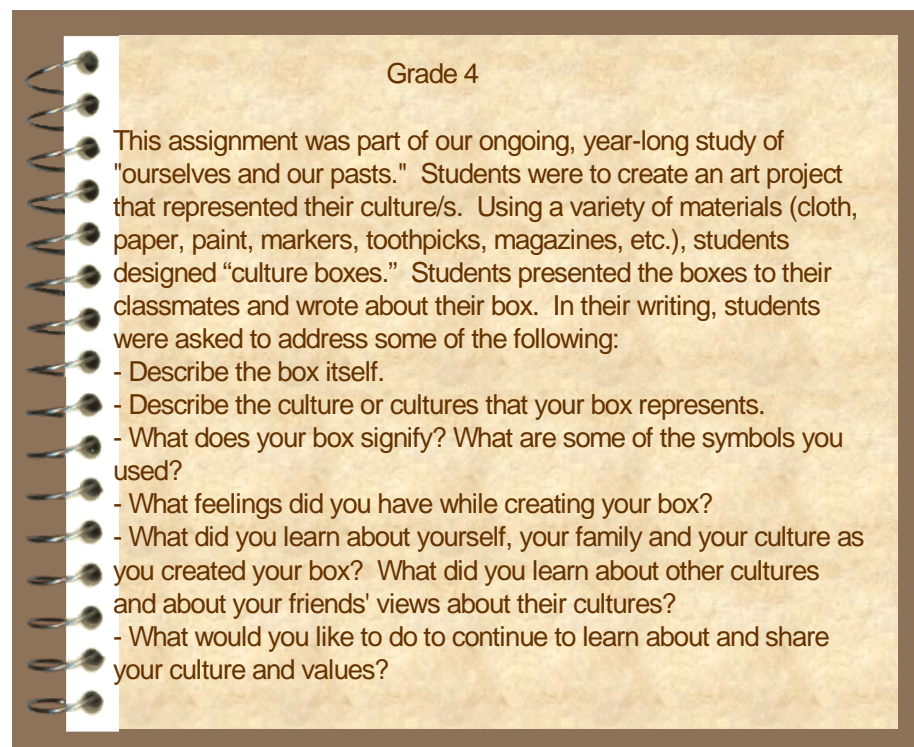 Grade 4
This assignment was part of our ongoing, year-long study of
"ourselves and our pasts."  Students were to create an art project
that represented their culture/s.  Using a variety of materials (cloth,
paper, paint, markers, toothpicks, magazines, etc.), students
designed “culture boxes.”  Students presented the boxes to their
classmates and wrote about their box.  In their writing, students
were asked to address some of the following:
- Describe the box itself.
- Describe the culture or cultures that your box represents.
- What does your box signify? What are some of the symbols you
used?
- What feelings did you have while creating your box?
- What did you learn about yourself, your family and your culture as
you created your box?  What did you learn about other cultures
and about your friends' views about their cultures?
- What would you like to do to continue to learn about and share
your culture and values?